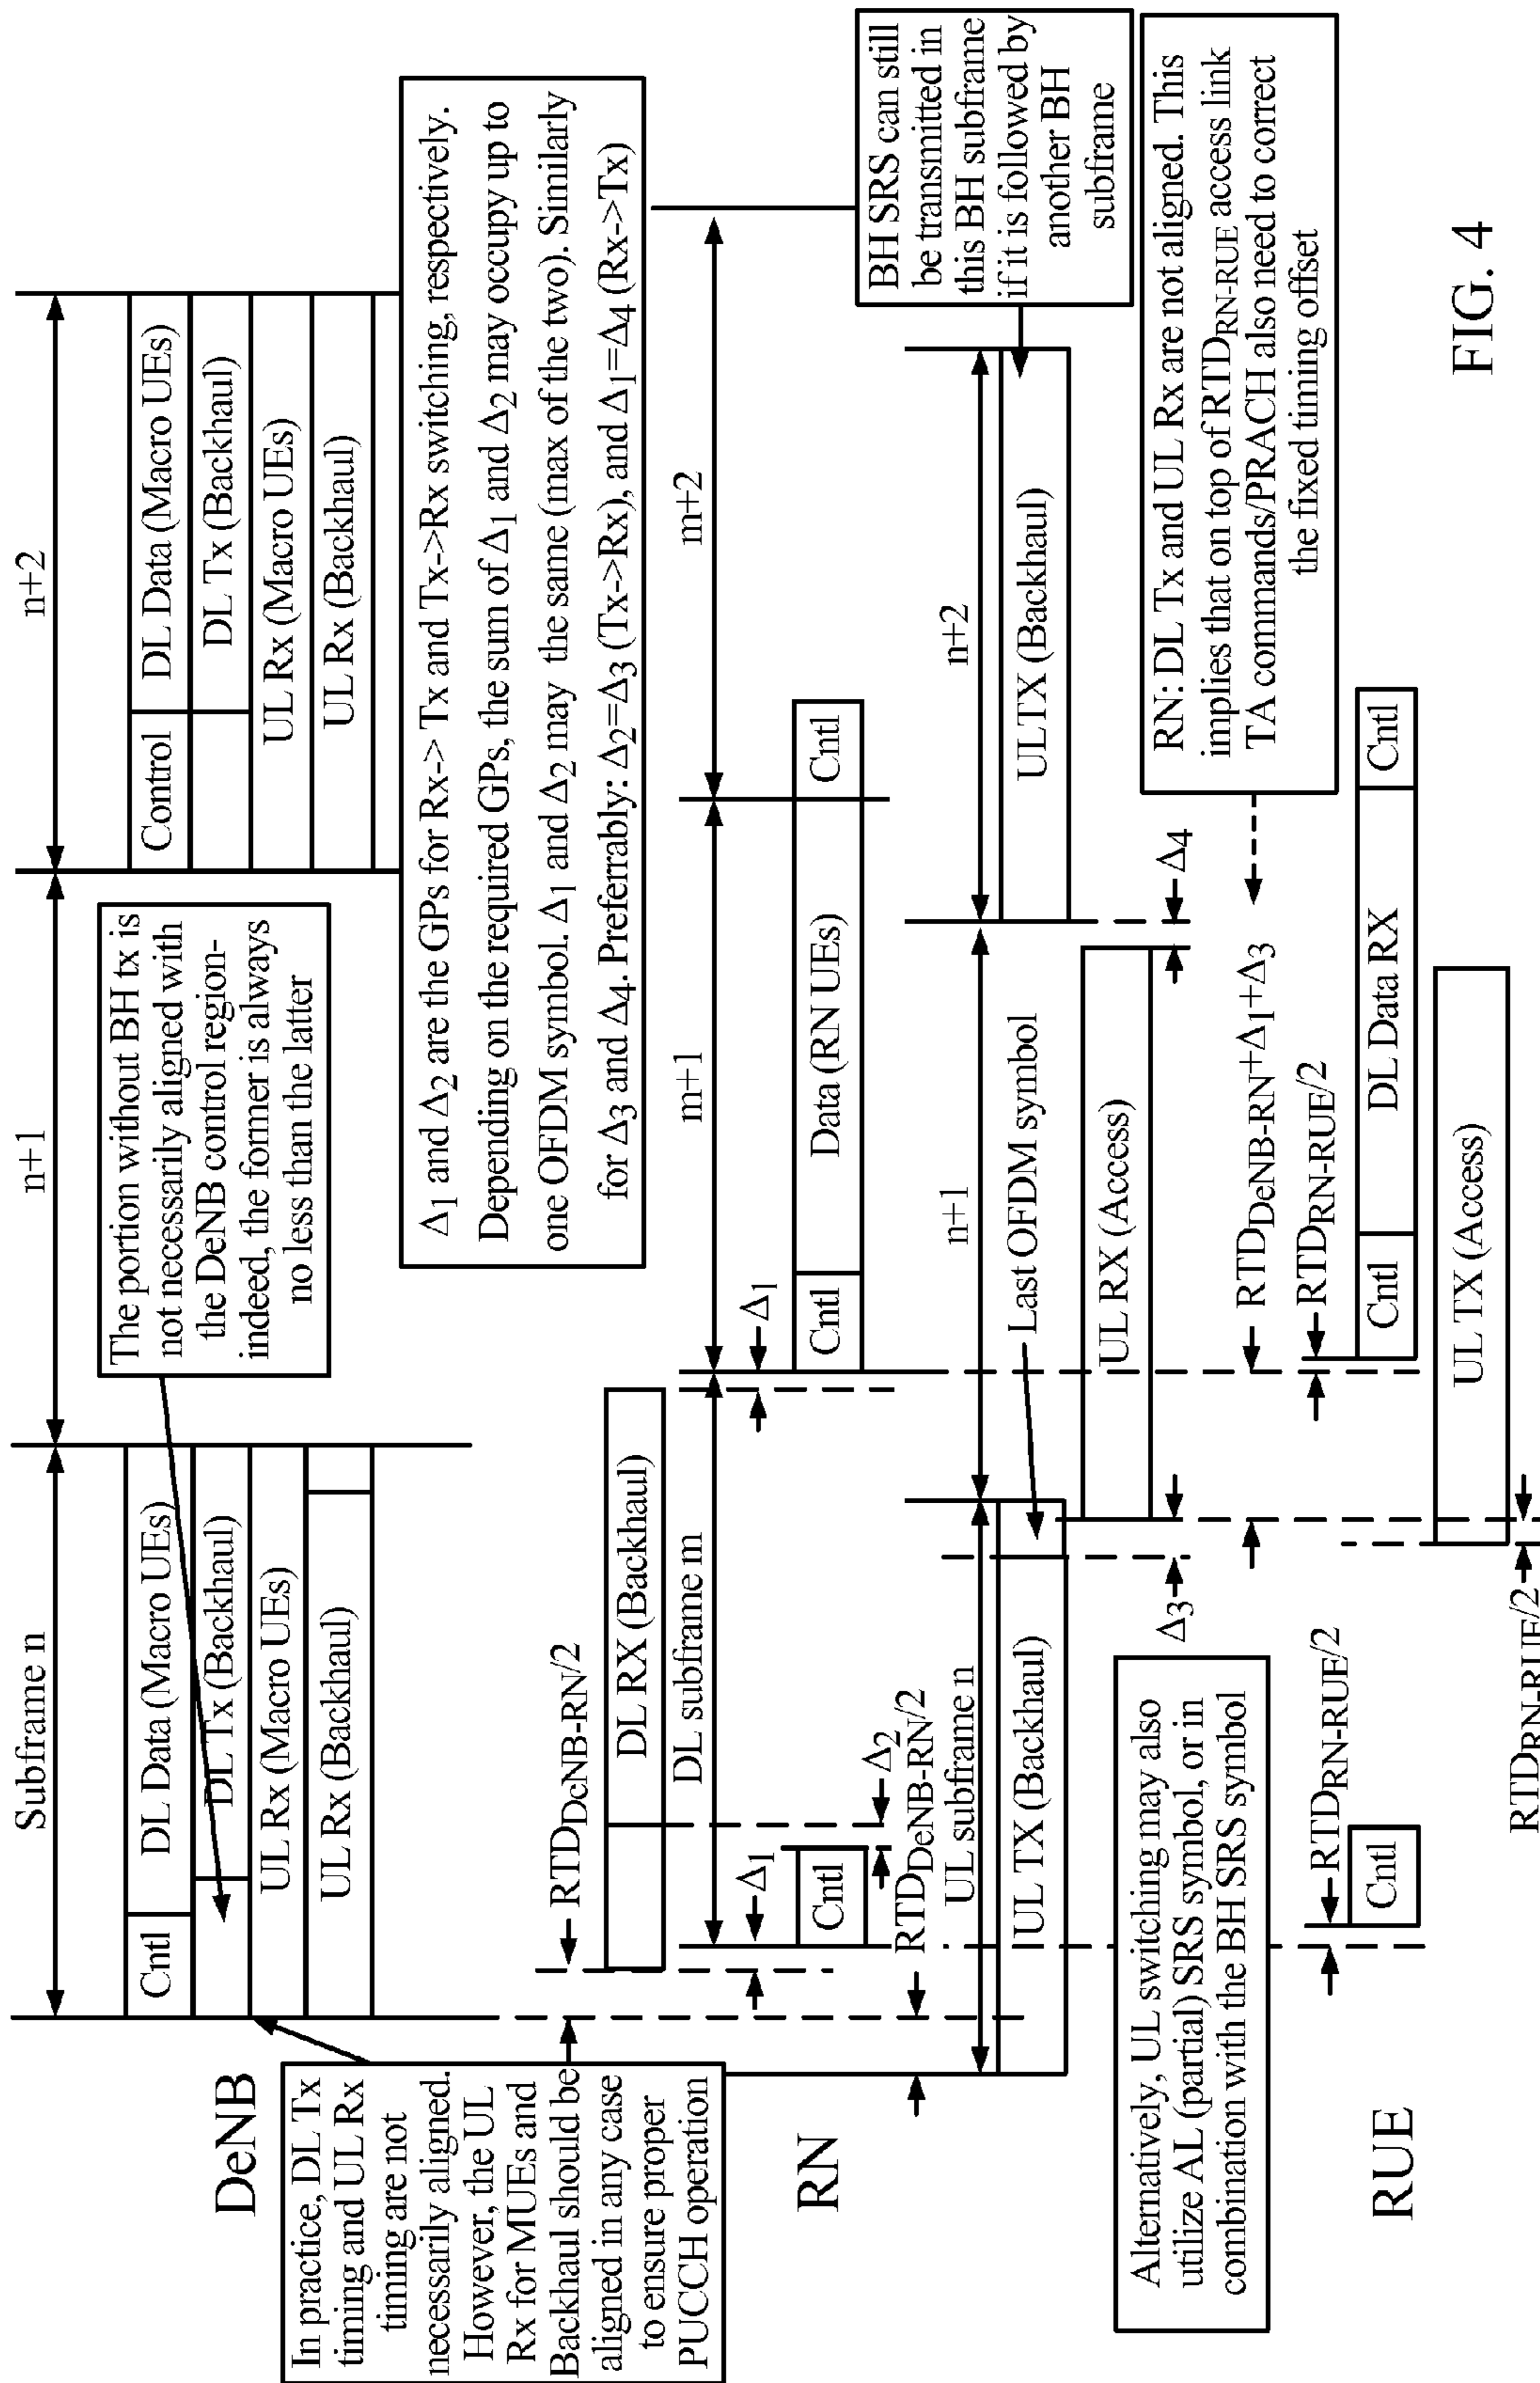 Subframe n
n+1
n+2
DeNB
Cntl
DL Data (Macro UEs)
DL Tx (Backhaul)
UL Rx (Macro UEs)
UL Rx (Backhaul)
The portion without BH tx is
not necessarily aligned with
the DeNB control region-
indeed, the former is always
no less than the latter
Control
DL Data (Macro UEs)
DL Tx (Backhaul)
UL Rx (Macro UEs)
UL Rx (Backhaul)
In practice, DL Tx
timing and UL Rx
timing are not
necessarily aligned.
However, the UL
Rx for MUEs and
Backhaul should be
aligned in any case
to ensure proper
PUCCH operation
Δ1 and Δ2 are the GPs for Rx-> Tx and Tx->Rx switching, respectively.
Depending on the required GPs, the sum of Δ1 and Δ2 may occupy up to
one OFDM symbol. Δ1 and Δ2 may the same (max of the two). Similarly
for Δ3 and Δ4. Preferrably: Δ2=Δ3 (Tx->Rx), and Δ1=Δ4 (Rx->Tx)
RTDDeNB-RN/2
DL RX (Backhaul)
DL subframe m
m+1
m+2
RN
Δ1
Δ1
Cntl
Δ2
Cntl
Data (RN UEs)
Cntl
RTDDeNB-RN/2
UL subframe n
n+1
n+2
UL TX (Backhaul)
Last OFDM symbol
ULTX (Backhaul)
BH SRS can still
be transmitted in
this BH subframe
if it is followed by
another BH
subframe
UL RX (Access)
Δ3
Δ4
Alternatively, UL switching may also
utilize AL (partial) SRS symbol, or in
combination with the BH SRS symbol
RTDDeNB-RN+Δ1+Δ3
RN: DL Tx and UL Rx are not aligned. This
implies that on top of RTDRN-RUE access link
TA commands/PRACH also need to correct
the fixed timing offset
RTDRN-RUE/2
RTDRN-RUE/2
RUE
Cntl
Cntl
DL Data RX
Cntl
UL TX (Access)
RTDRN-RUE/2
FIG. 4